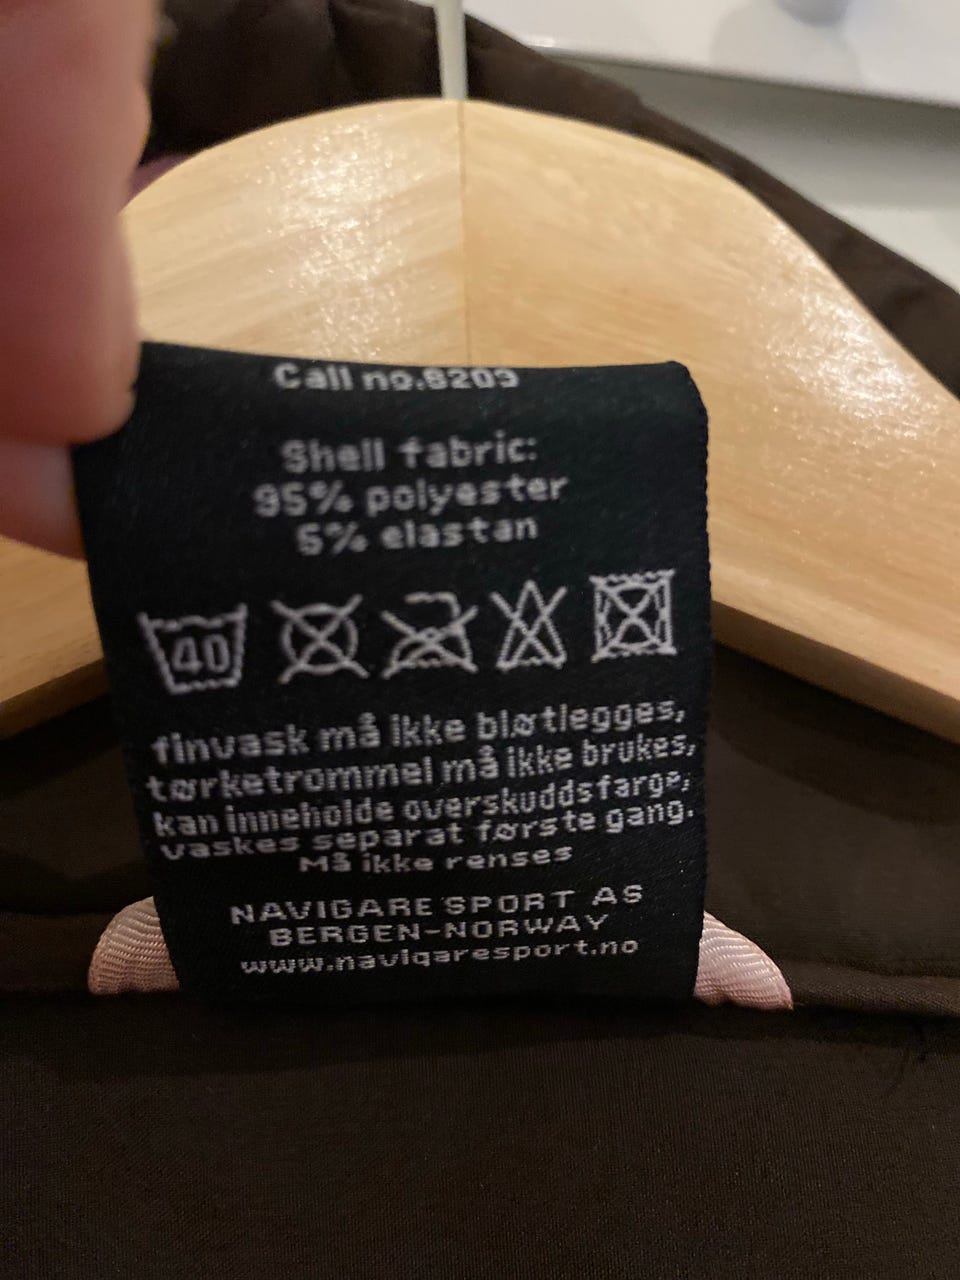 Call no.8209
Shell fabric:
95% polyester
5% elastan
40
finvask må ikke bløtlegges,
tørketrommel må ikke brukes,
kan inneholde overskuddsfarge,
vaskes separat første gang.
Må ikke renses
NAVIGARE SPORT AS
BERGEN-NORWAY
www.navigaresport.no